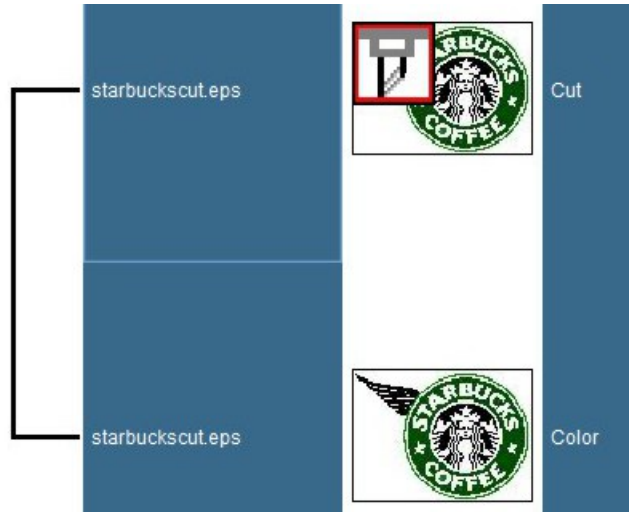 starbuckscut.eps
STARBUCKS
COFFEE
Cut
starbuckscut.eps
STARBUCKS
COFFEE
Color